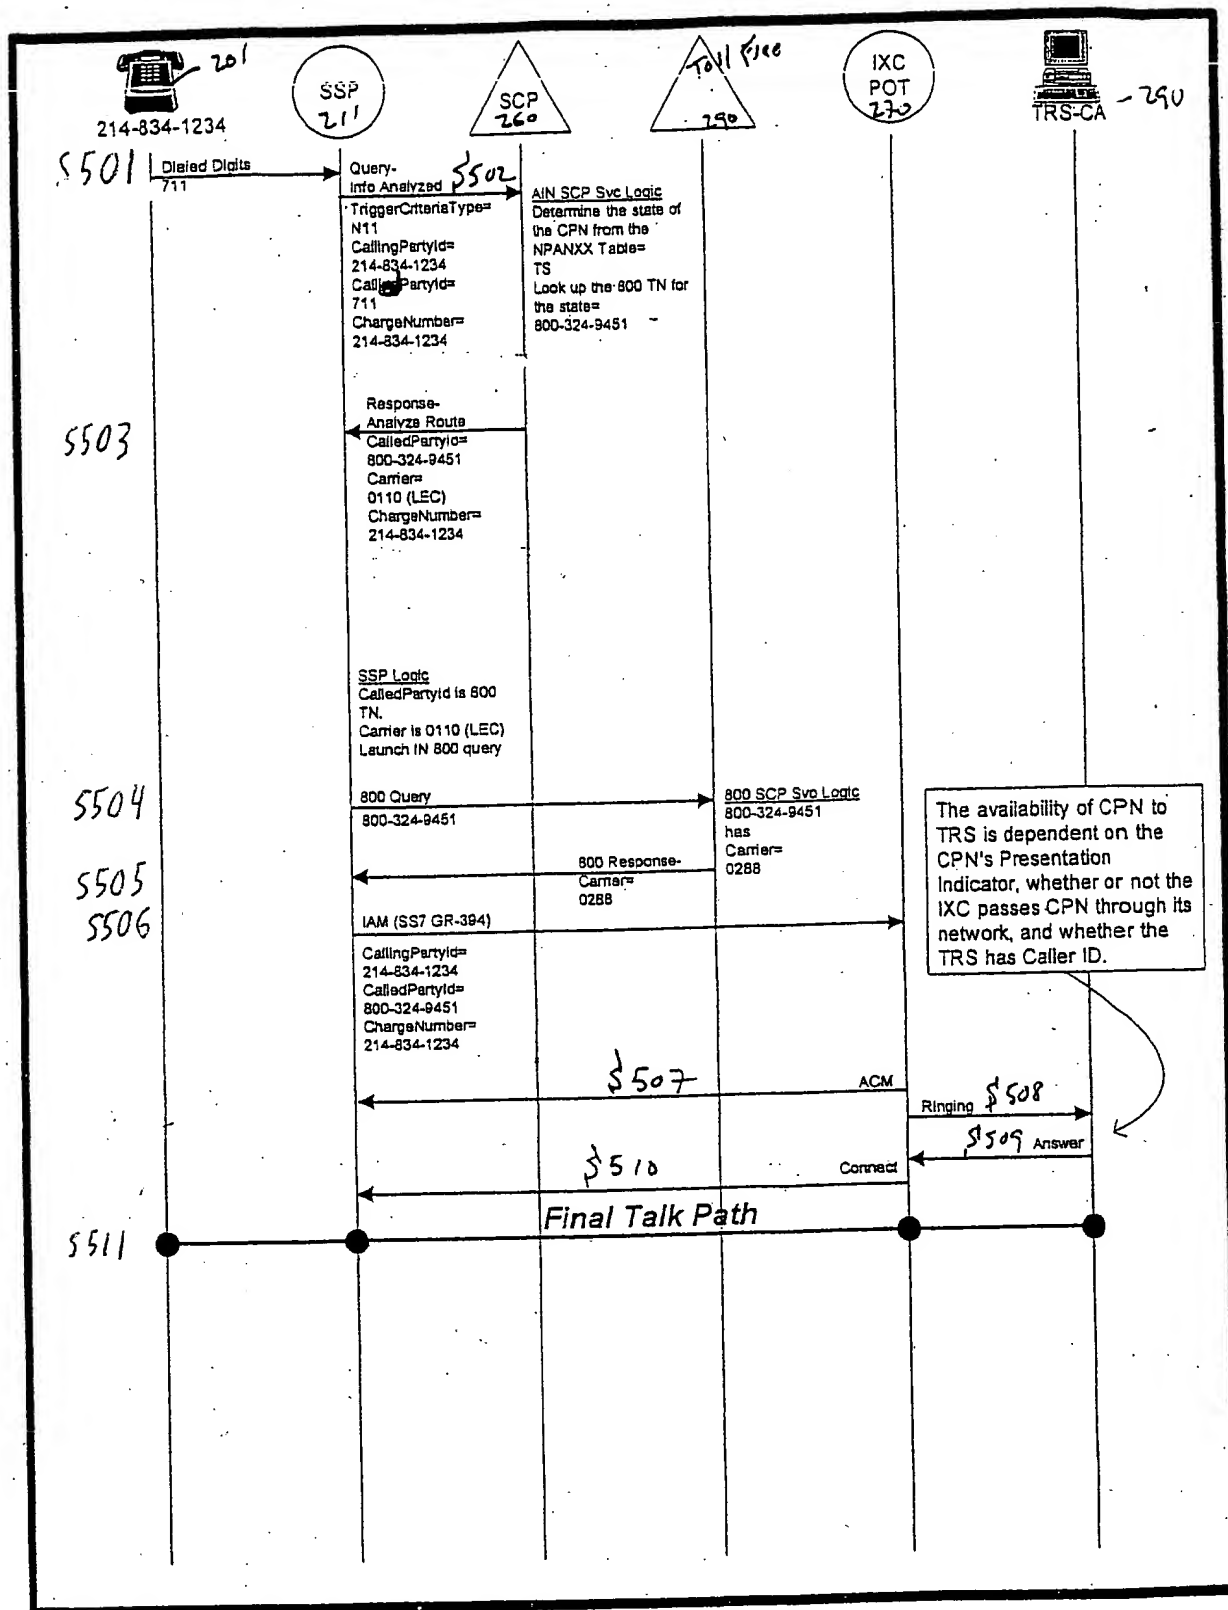 201
214-834-1234
SSP
211
SCP
260
Toll Free
290
IXC
POT
270
TRS-CA
290
S501
Dialed Digits
711
Query-
Info Analyzed
S502
TriggerCriteriaType=
N11
CallingPartyId=
214-834-1234
CalledPartyId=
711
ChargeNumber=
214-834-1234
AIN SCP Svc Logic
Determine the state of
the CPN from the
NPANXX Table=
TS
Look up the 800 TN for
the state=
800-324-9451
S503
Response-
Analyze Route
CalledPartyId=
800-324-9451
Carrier=
0110 (LEC)
ChargeNumber=
214-834-1234
SSP Logic
CalledPartyId is 800
TN.
Carrier is 0110 (LEC)
Launch IN 800 query
S504
800 Query
800-324-9451
800 SCP Svc Logic
800-324-9451
has
Carrier=
0288
S505
800 Response-
Carrier=
0288
S506
IAM (SS7 GR-394)
CallingPartyId=
214-834-1234
CalledPartyId=
800-324-9451
ChargeNumber=
214-834-1234
The availability of CPN to
TRS is dependent on the
CPN's Presentation
Indicator, whether or not the
IXC passes CPN through its
network, and whether the
TRS has Caller ID.
S507
ACM
Ringing S508
S509 Answer
S510
Connect
Final Talk Path
S511